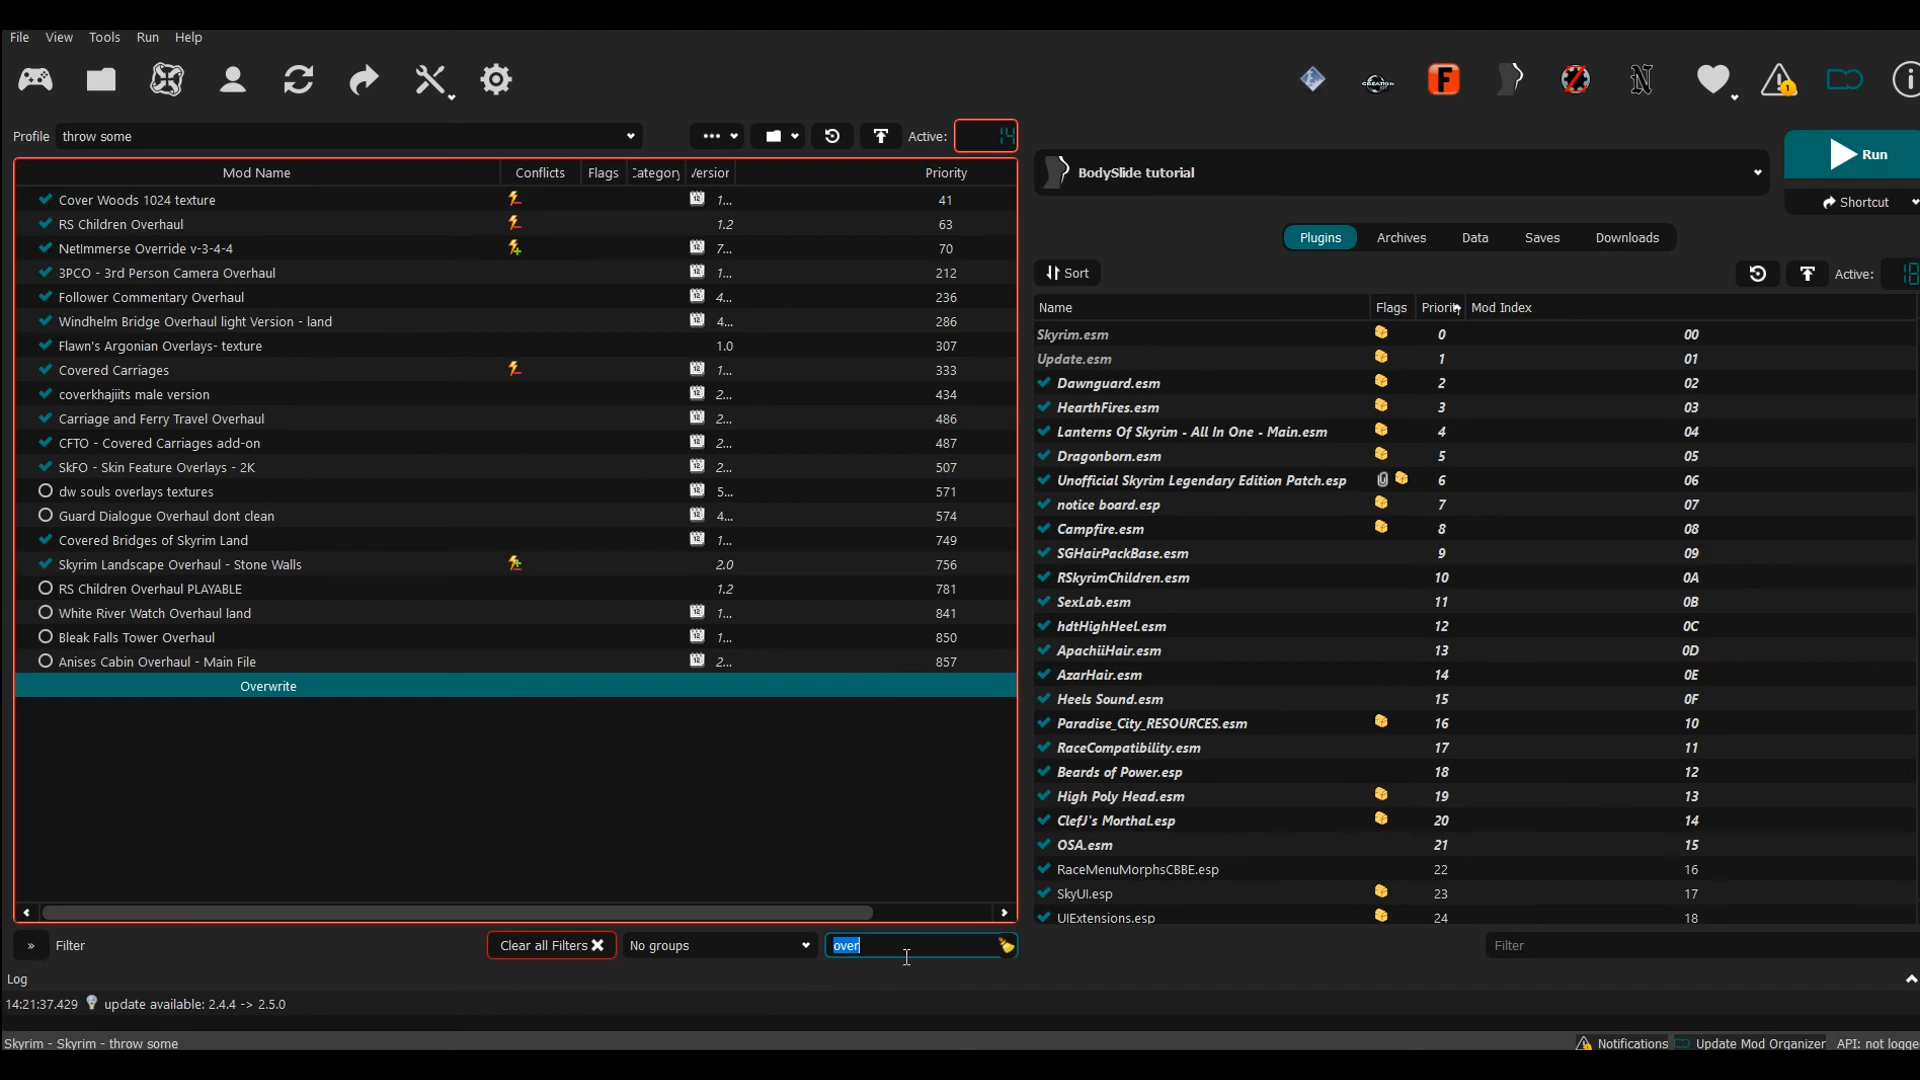 File View Tools Run Help
Profile throw some Active: 14
Mod Name Conflicts Flags Category Version Priority
Cover Woods 1024 texture 1... 41
RS Children Overhaul 1.2 63
NetImmerse Override v-3-4-4 7... 70
3PCO - 3rd Person Camera Overhaul 1... 212
Follower Commentary Overhaul 4... 236
Windhelm Bridge Overhaul light Version - land 4... 286
Flawn's Argonian Overlays- texture 1.0 307
Covered Carriages 1... 333
coverkhajiits male version 2... 434
Carriage and Ferry Travel Overhaul 2... 486
CFTO - Covered Carriages add-on 2... 487
SkFO - Skin Feature Overlays - 2K 2... 507
dw souls overlays textures 5... 571
Guard Dialogue Overhaul dont clean 4... 574
Covered Bridges of Skyrim Land 1... 749
Skyrim Landscape Overhaul - Stone Walls 2.0 756
RS Children Overhaul PLAYABLE 1.2 781
White River Watch Overhaul land 1... 841
Bleak Falls Tower Overhaul 1... 850
Anises Cabin Overhaul - Main File 2... 857
Overwrite
» Filter Clear all Filters No groups over
BodySlide tutorial Run
Shortcut
Plugins Archives Data Saves Downloads
Sort Active: 18
Name Flags Priority Mod Index
Skyrim.esm 0 00
Update.esm 1 01
Dawnguard.esm 2 02
HearthFires.esm 3 03
Lanterns Of Skyrim - All In One - Main.esm 4 04
Dragonborn.esm 5 05
Unofficial Skyrim Legendary Edition Patch.esp 6 06
notice board.esp 7 07
Campfire.esm 8 08
SGHairPackBase.esm 9 09
RSkyrimChildren.esm 10 0A
SexLab.esm 11 0B
hdtHighHeel.esm 12 0C
ApachiiHair.esm 13 0D
AzarHair.esm 14 0E
Heels Sound.esm 15 0F
Paradise_City_RESOURCES.esm 16 10
RaceCompatibility.esm 17 11
Beards of Power.esp 18 12
High Poly Head.esm 19 13
ClefJ's Morthal.esp 20 14
OSA.esm 21 15
RaceMenuMorphsCBBE.esp 22 16
SkyUI.esp 23 17
UIExtensions.esp 24 18
Filter
Log
14:21:37.429 update available: 2.4.4 -> 2.5.0
Skyrim - Skyrim - throw some Notifications Update Mod Organizer API: not logge